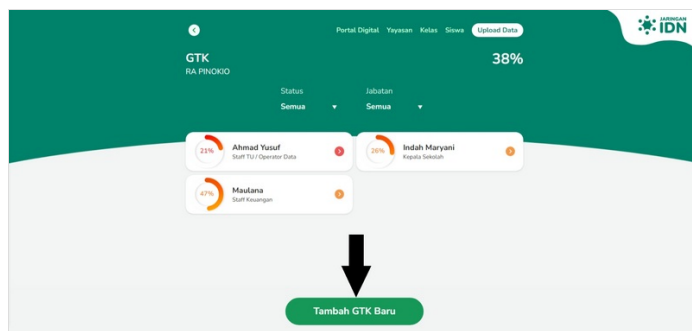 Portal Digital Yayasan Kelas Siswa Upload Data
JARINGAN
IDN
GTK
38%
RA PINOKIO
Status Jabatan
Semua Semua
21%
Ahmad Yusuf
Staff TU / Operator Data
26%
Indah Maryani
Kepala Sekolah
47%
Maulana
Staff Keuangan
Tambah GTK Baru